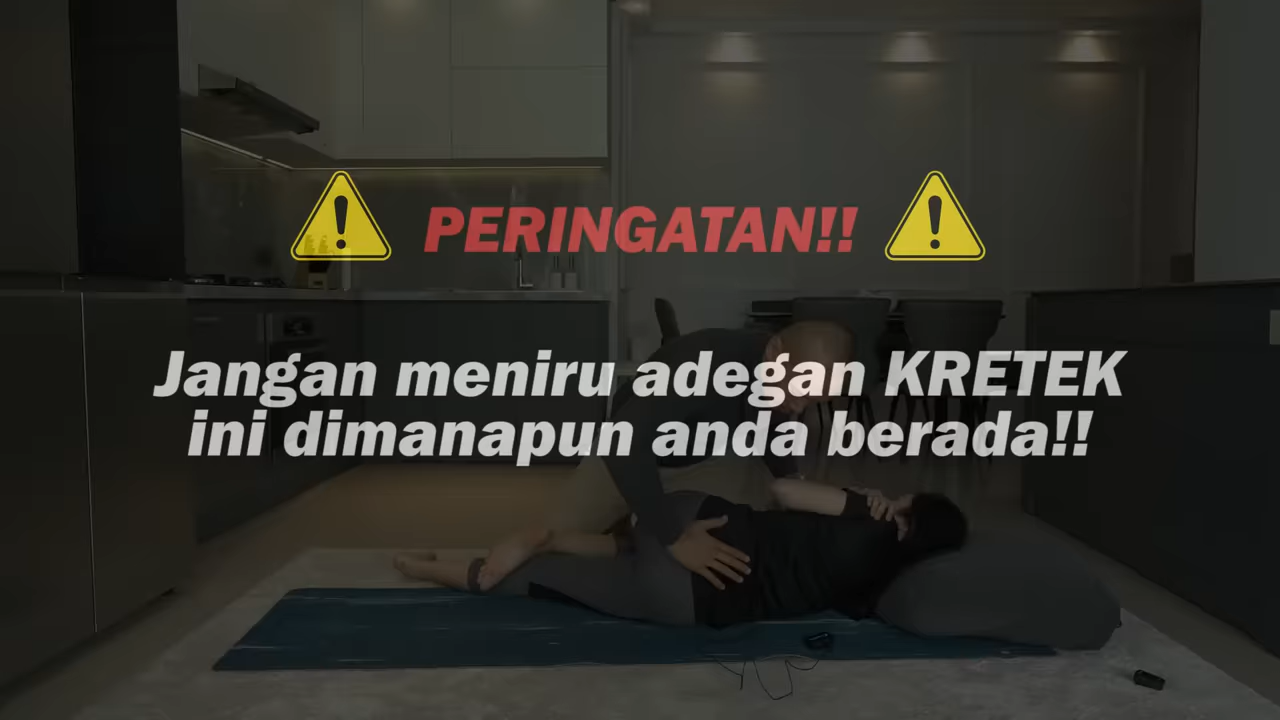 PERINGATAN!!
Jangan meniru adegan KRETEK
ini dimanapun anda berada!!